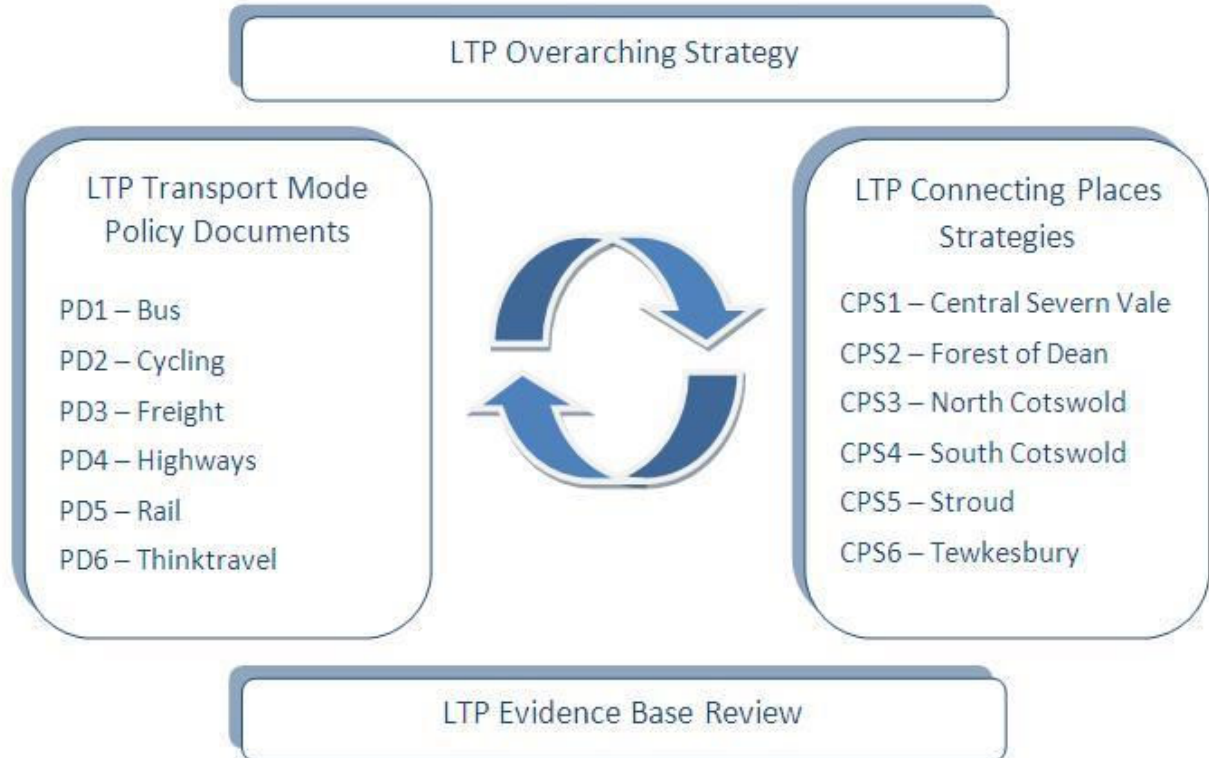 LTP Overarching Strategy
LTP Transport Mode
Policy Documents
PD1 – Bus
PD2 – Cycling
PD3 – Freight
PD4 – Highways
PD5 – Rail
PD6 – Thinktravel
LTP Connecting Places
Strategies
CPS1 – Central Severn Vale
CPS2 – Forest of Dean
CPS3 – North Cotswold
CPS4 – South Cotswold
CPS5 – Stroud
CPS6 – Tewkesbury
LTP Evidence Base Review